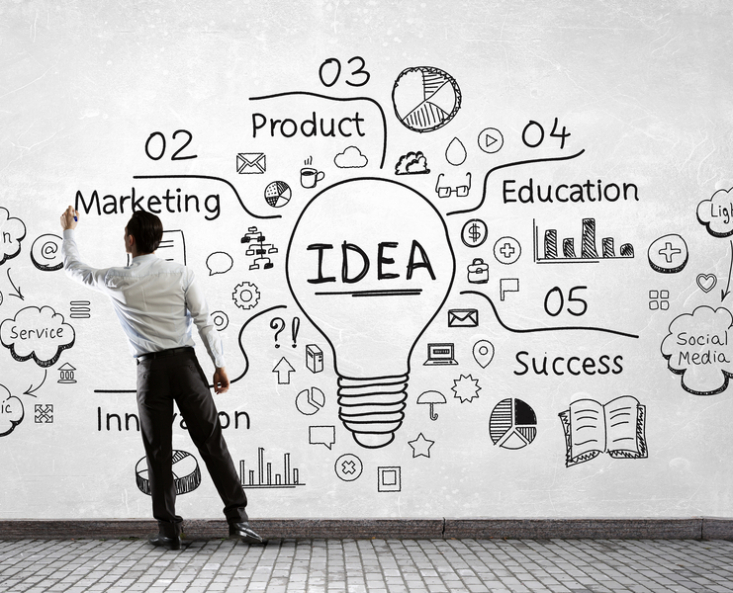 03
Product
02
Marketing
04
Education
@
IDEA
$
Service
05
Success
Social
Media
?!